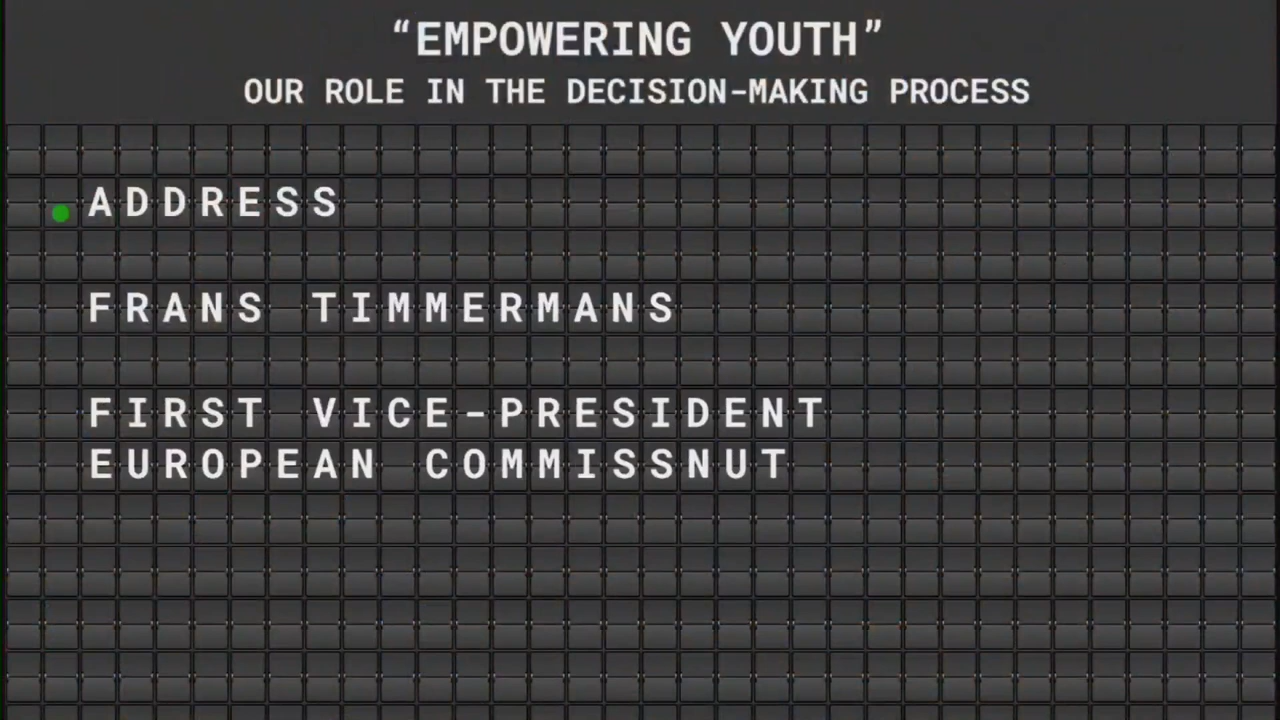 “EMPOWERING YOUTH”
OUR ROLE IN THE DECISION-MAKING PROCESS
ADDRESS
FRANS TIMMERMANS
FIRST VICE-PRESIDENT
EUROPEAN COMMISSNUT